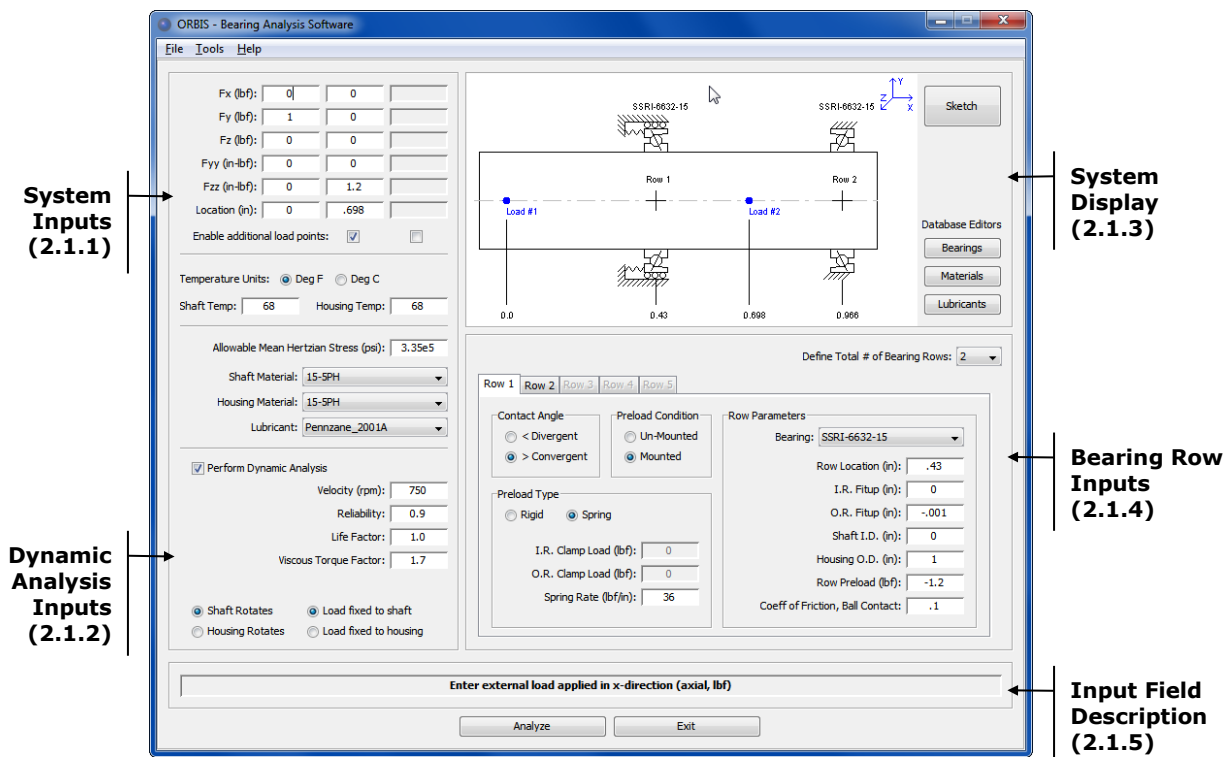 ORBIS - Bearing Analysis Software
File Tools Help
System
Inputs
(2.1.1)
Fx (lbf): 0 0
Fy (lbf): 1 0
Fz (lbf): 0 0
Fyy (in-lbf): 0 0
Fzz (in-lbf): 0 1.2
Location (in): 0 .698
Enable additional load points:
Temperature Units: Deg F Deg C
Shaft Temp: 68 Housing Temp: 68
Allowable Mean Hertzian Stress (psi): 3.35e5
Shaft Material: 15-5PH
Housing Material: 15-5PH
Lubricant: Pennzane_2001A
Dynamic
Analysis
Inputs
(2.1.2)
Perform Dynamic Analysis
Velocity (rpm): 750
Reliability: 0.9
Life Factor: 1.0
Viscous Torque Factor: 1.7
Shaft Rotates Load fixed to shaft
Housing Rotates Load fixed to housing
SSRI-6632-15 SSRI-6632-15
Y
Z X
Row 1 Row 2
Load #1 Load #2
0.0 0.43 0.698 0.966
Sketch
Database Editors
Bearings
Materials
Lubricants
System
Display
(2.1.3)
Define Total # of Bearing Rows: 2
Row 1 Row 2 Row 3 Row 4 Row 5
Contact Angle
< Divergent
> Convergent
Preload Condition
Un-Mounted
Mounted
Preload Type
Rigid Spring
I.R. Clamp Load (lbf): 0
O.R. Clamp Load (lbf): 0
Spring Rate (lbf/in): 36
Row Parameters
Bearing: SSRI-6632-15
Row Location (in): .43
I.R. Fitup (in): 0
O.R. Fitup (in): -.001
Shaft I.D. (in): 0
Housing O.D. (in): 1
Row Preload (lbf): -1.2
Coeff of Friction, Ball Contact: .1
Bearing Row
Inputs
(2.1.4)
Enter external load applied in x-direction (axial, lbf)
Input Field
Description
(2.1.5)
Analyze Exit